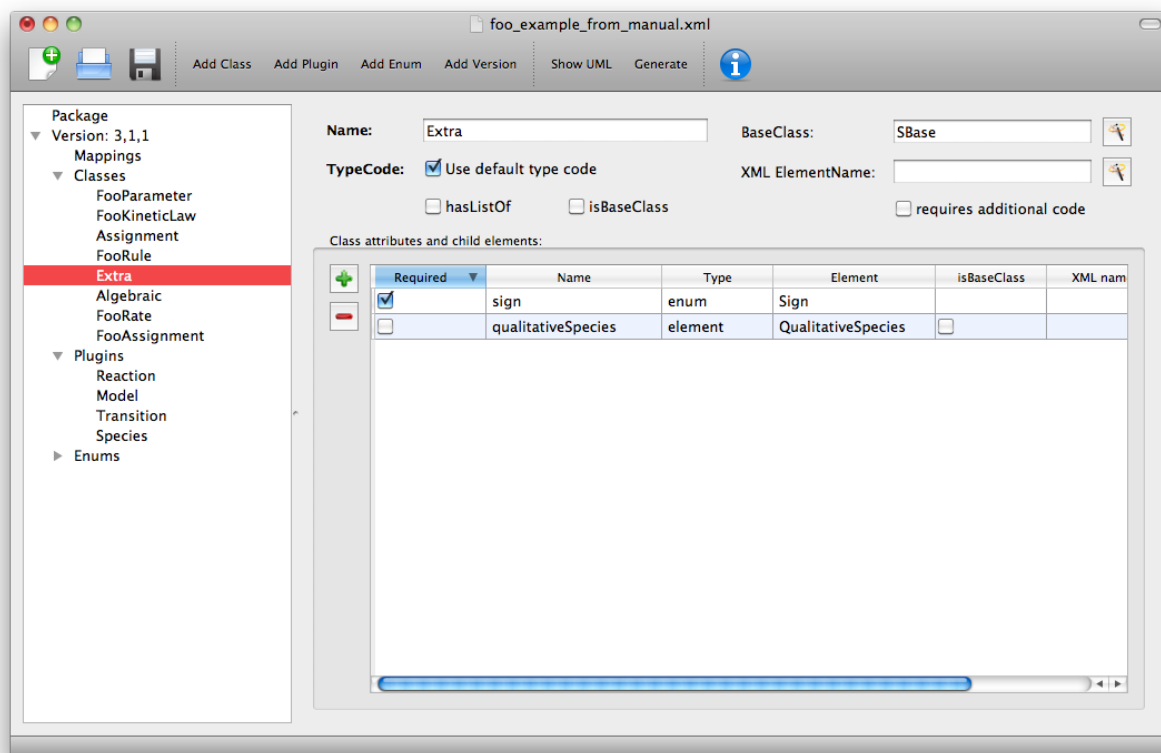 foo_example_from_manual.xml
Add Class Add Plugin Add Enum Add Version Show UML Generate
Package
Version: 3,1,1
Mappings
Classes
FooParameter
FooKineticLaw
Assignment
FooRule
Extra
Algebraic
FooRate
FooAssignment
Plugins
Reaction
Model
Transition
Species
Enums
Name: Extra BaseClass: SBase
TypeCode: Use default type code XML ElementName:
hasListOf isBaseClass requires additional code
Class attributes and child elements:
Required Name Type Element isBaseClass XML nam
sign enum Sign
qualitativeSpecies element QualitativeSpecies